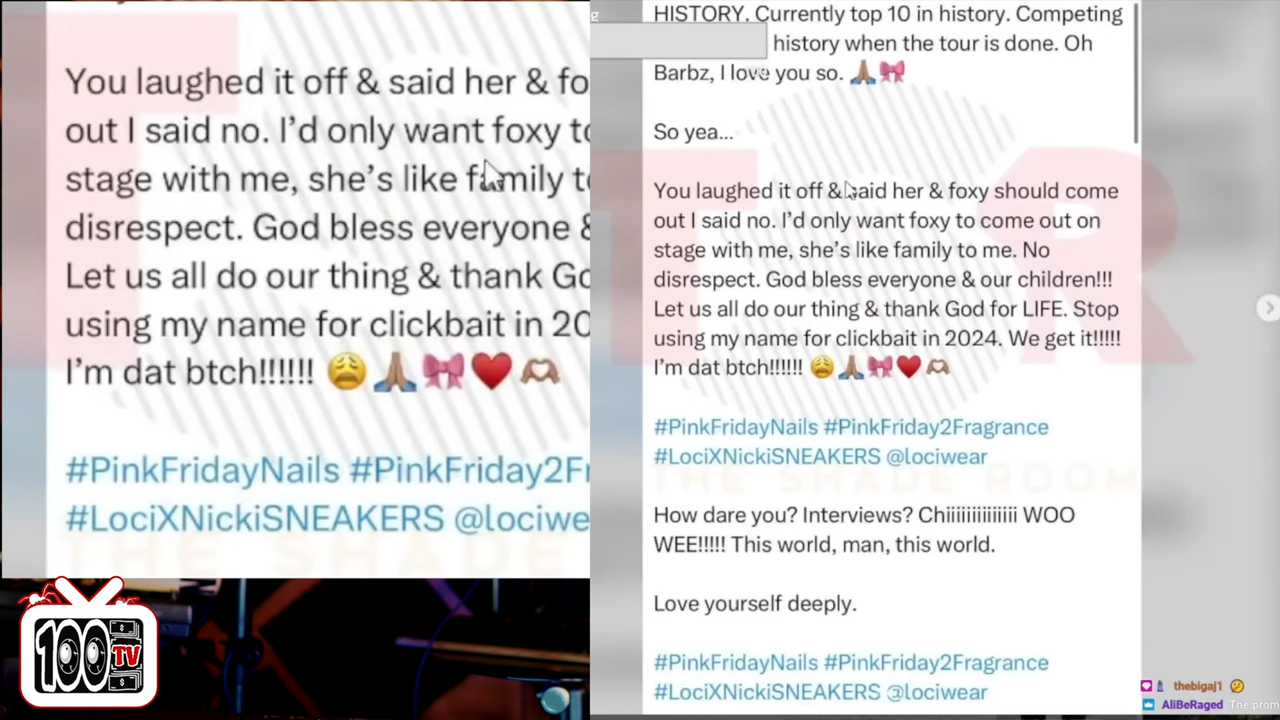 You laughed it off & said her & fo
out I said no. I'd only want foxy to
stage with me, she's like family t
disrespect. God bless everyone &
Let us all do our thing & thank Go
using my name for clickbait in 20
I'm dat btch!!!!!! 😩🙏🏽🎀❤️🫶🏽
#PinkFridayNails #PinkFriday2Fr
#LociXNickiSNEAKERS @lociwe
100
TV
HISTORY. Currently top 10 in history. Competing
history when the tour is done. Oh
Barbz, I love you so. 🙏🏽🎀
So yea...
You laughed it off & said her & foxy should come
out I said no. I'd only want foxy to come out on
stage with me, she's like family to me. No
disrespect. God bless everyone & our children!!!
Let us all do our thing & thank God for LIFE. Stop
using my name for clickbait in 2024. We get it!!!!!
I'm dat btch!!!!!! 😩🙏🏽🎀❤️🫶🏽
#PinkFridayNails #PinkFriday2Fragrance
#LociXNickiSNEAKERS @lociwear
THE SHADE ROOM
How dare you? Interviews? Chiiiiiiiiiiiiii WOO
WEE!!!!! This world, man, this world.
Love yourself deeply.
#PinkFridayNails #PinkFriday2Fragrance
#LociXNickiSNEAKERS @lociwear
thebigaj1
AliBeRaged The prom